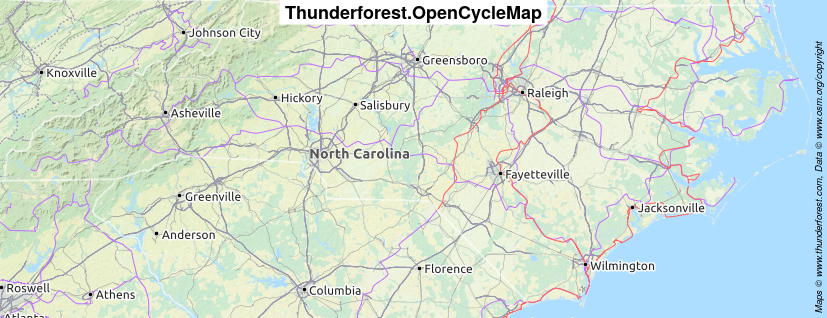 Thunderforest.OpenCycleMap
Johnson City
Greensboro
Knoxville
Raleigh
Hickory
Salisbury
Asheville
North Carolina
Fayetteville
Greenville
Jacksonville
Anderson
Wilmington
Florence
Roswell
Athens
Columbia
Atlanta
Maps © www.thunderforest.com, Data © www.osm.org/copyright